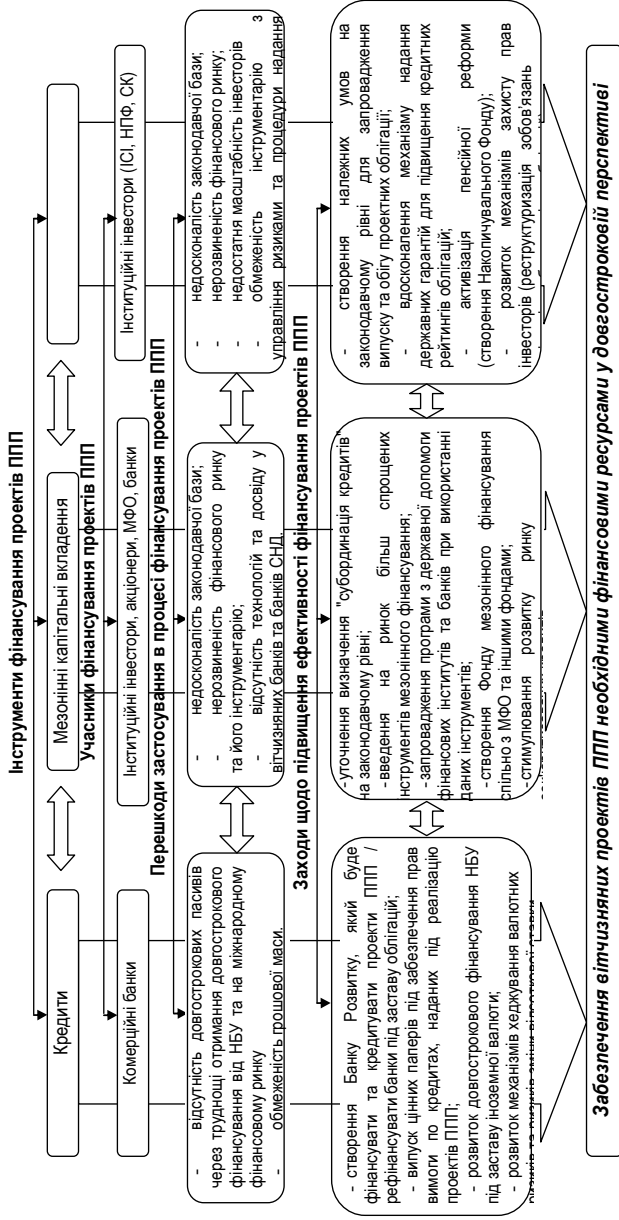 Інструменти фінансування проектів ППП
Кредити
Мезонінні капітальні вкладення
Учасники фінансування проектів ППП
Комерційні банки
Інституційні інвестори, акціонери, МФО, банки
Інституційні інвестори (ІСІ, НПФ, СК)
Перешкоди застосування в процесі фінансування проектів ППП
- відсутність довгострокових пасивів
через труднощі отримання довгострокового
фінансування від НБУ та на міжнародному
фінансовому ринку
- обмеженість грошової маси.
- недосконалість законодавчої бази;
- нерозвиненість фінансового ринку
та його інструментарію;
- відсутність технологій та досвіду у
вітчизняних банків та банків СНД.
- недосконалість законодавчої бази;
- нерозвиненість фінансового ринку;
- недостатня масштабність інвесторів
- обмеженість з інструментарію
управління ризиками та процедури надання
Заходи щодо підвищення ефективності фінансування проектів ППП
- створення Банку Розвитку, який буде
фінансувати та кредитувати проекти ППП /
рефінансувати банки під заставу облігацій;
- випуск цінних паперів під забезпечення прав
вимоги по кредитах, наданих під реалізацію
проектів ППП;
- розвиток довгострокового фінансування НБУ
під заставу іноземної валюти;
- розвиток механізмів хеджування валютних
ризиків та ризиків зміни відсоткової ставки
-уточнення визначення "субординація кредитів"
на законодавчому рівні;
-введення на ринок більш спрощених
інструментів мезонінного фінансування;
-запровадження програми з державної допомоги
фінансових інститутів та банків при використанні
даних інструментів;
-створення Фонду мезонінного фінансування
спільно з МФО та іншими фондами;
-стимулювання розвитку ринку
- створення належних умов на
законодавчому рівні для запровадження
випуску та обігу проектних облігації;
- вдосконалення механізму надання
державних гарантій для підвищення кредитних
рейтингів облігацій;
- активізація пенсійної реформи
(створення Накопичувального Фонду);
- розвиток механізмів захисту прав
інвесторів (реструктуризація зобов'язань
Забезпечення вітчизняних проектів ППП необхідними фінансовими ресурсами у довгостроковій перспективі